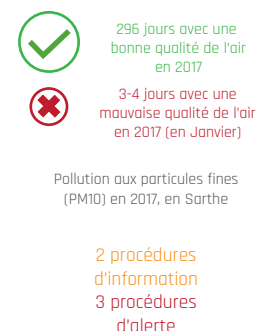 296 jours avec une
bonne qualité de l'air
en 2017
3-4 jours avec une
mauvaise qualité de l'air
en 2017 (en Janvier)
Pollution aux particules fines
(PM10) en 2017, en Sarthe
2 procédures
d'information
3 procédures
d'alerte